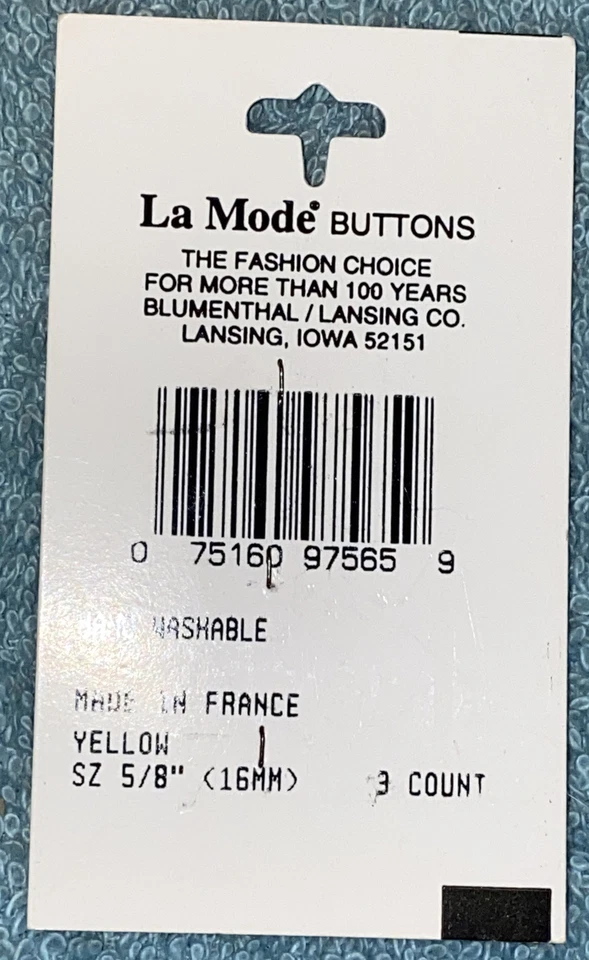 La Mode® BUTTONS
THE FASHION CHOICE
FOR MORE THAN 100 YEARS
BLUMENTHAL / LANSING CO.
LANSING, IOWA 52151
0 75160 97565 9
WASHABLE
MADE IN FRANCE
YELLOW
SZ 5/8" (16MM) 3 COUNT